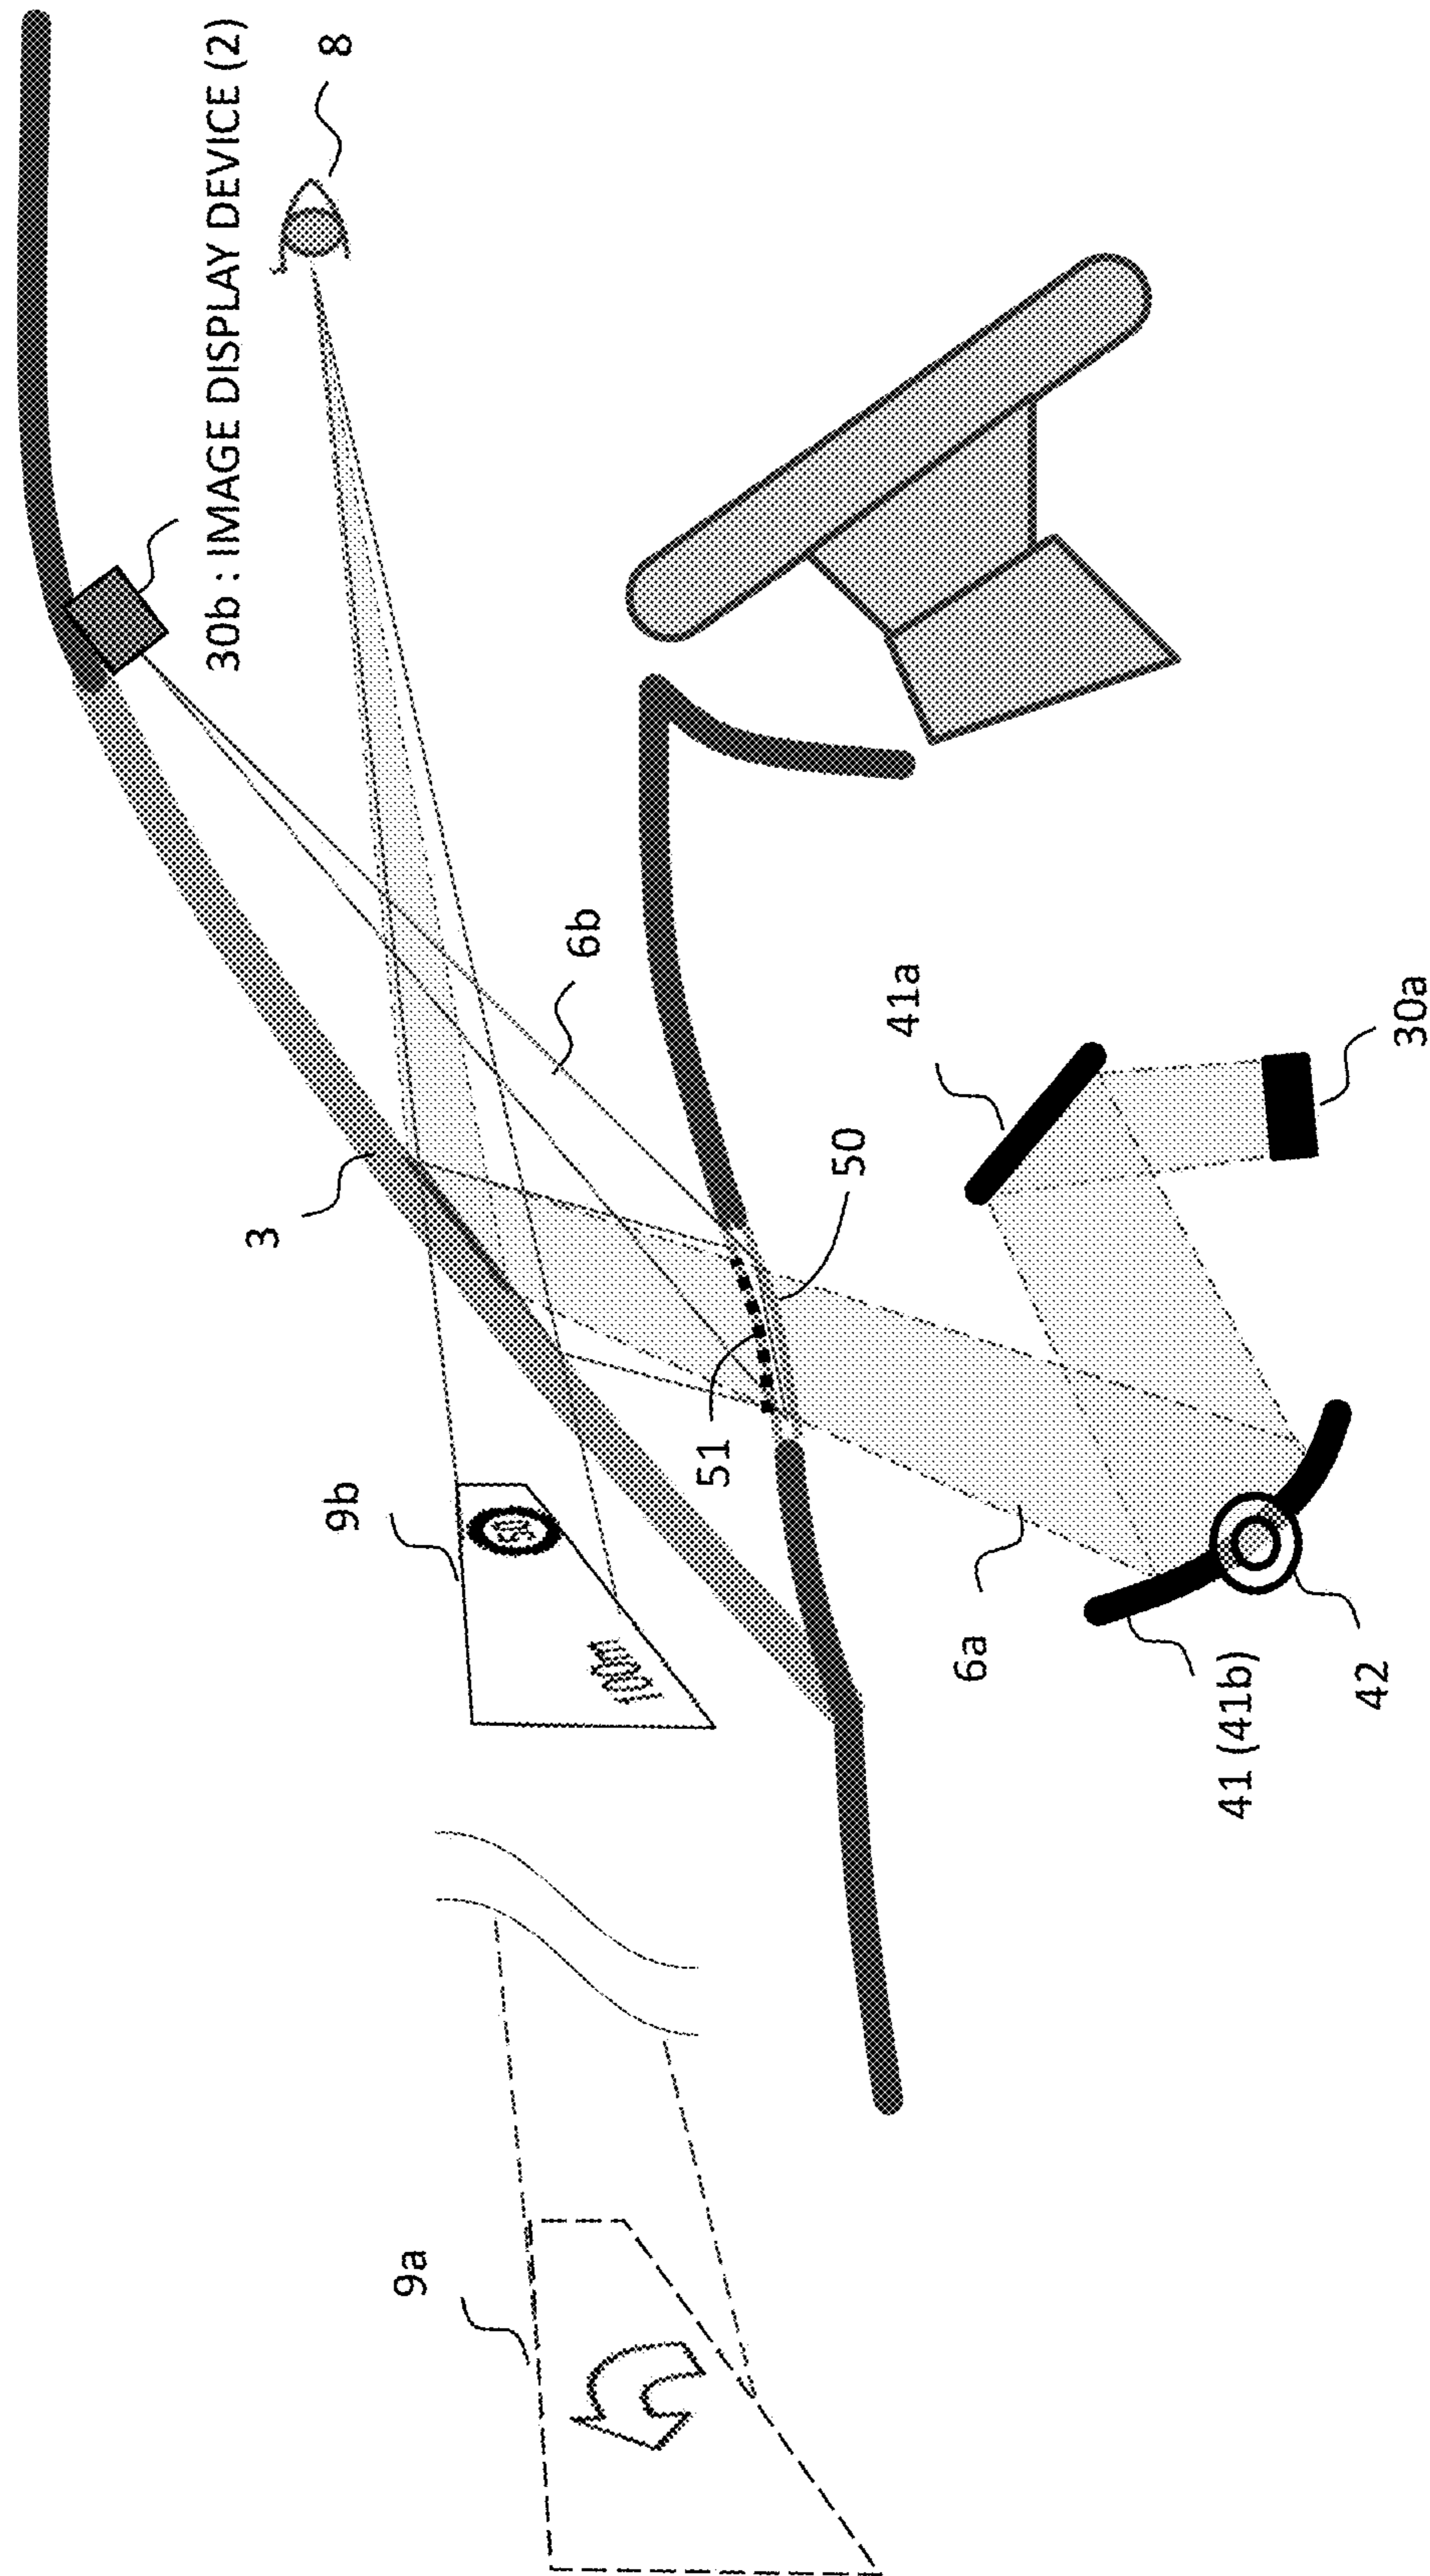 8
30b : IMAGE DISPLAY DEVICE (2)
6b
41a
30a
3
50
51
9b
100m
6a
41 (41b)
42
9a